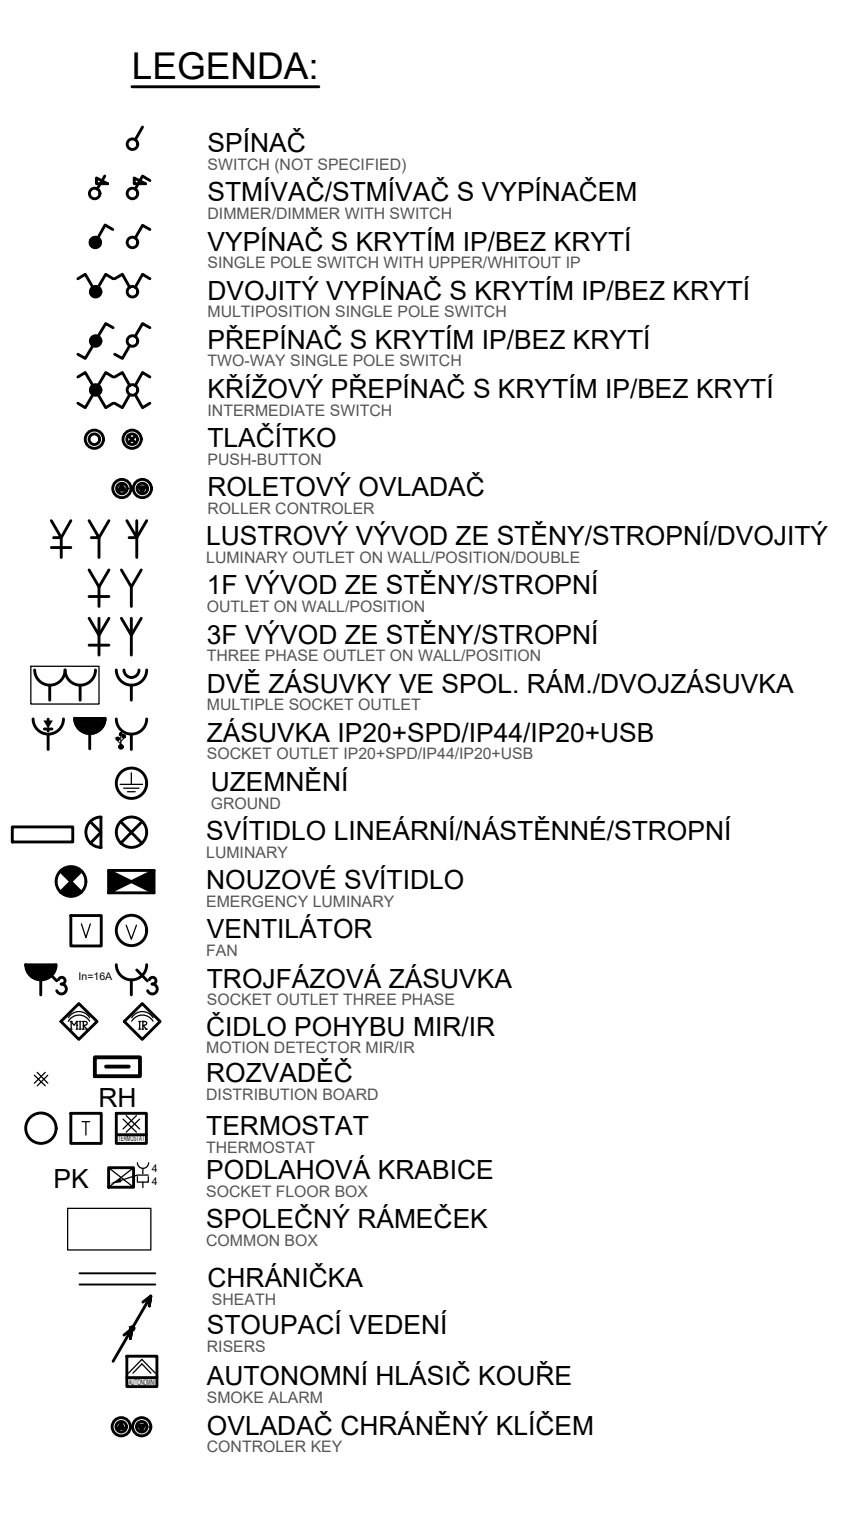 LEGENDA:
SPÍNAČ
SWITCH (NOT SPECIFIED)
STMÍVAČ/STMÍVAČ S VYPÍNAČEM
DIMMER/DIMMER WITH SWITCH
VYPÍNAČ S KRYTÍM IP/BEZ KRYTÍ
SINGLE POLE SWITCH WITH UPPER/WHITOUT IP
DVOJITÝ VYPÍNAČ S KRYTÍM IP/BEZ KRYTÍ
MULTIPOSITION SINGLE POLE SWITCH
PŘEPÍNAČ S KRYTÍM IP/BEZ KRYTÍ
TWO-WAY SINGLE POLE SWITCH
KŘÍŽOVÝ PŘEPÍNAČ S KRYTÍM IP/BEZ KRYTÍ
INTERMEDIATE SWITCH
TLAČÍTKO
PUSH-BUTTON
ROLETOVÝ OVLADAČ
ROLLER CONTROLER
LUSTROVÝ VÝVOD ZE STĚNY/STROPNÍ/DVOJITÝ
LUMINARY OUTLET ON WALL/POSITION/DOUBLE
1F VÝVOD ZE STĚNY/STROPNÍ
OUTLET ON WALL/POSITION
3F VÝVOD ZE STĚNY/STROPNÍ
THREE PHASE OUTLET ON WALL/POSITION
DVĚ ZÁSUVKY VE SPOL. RÁM./DVOJZÁSUVKA
MULTIPLE SOCKET OUTLET
ZÁSUVKA IP20+SPD/IP44/IP20+USB
SOCKET OUTLET IP20+SPD/IP44/IP20+USB
UZEMNĚNÍ
GROUND
SVÍTIDLO LINEÁRNÍ/NÁSTĚNNÉ/STROPNÍ
LUMINARY
NOUZOVÉ SVÍTIDLO
EMERGENCY LUMINARY
V V VENTILÁTOR
FAN
3 In=16A 3 TROJFÁZOVÁ ZÁSUVKA
SOCKET OUTLET THREE PHASE
MIR IR ČIDLO POHYBU MIR/IR
MOTION DETECTOR MIR/IR
ROZVADĚČ
RH DISTRIBUTION BOARD
T TERMOSTAT TERMOSTAT
THERMOSTAT
PK 4 4 PODLAHOVÁ KRABICE
SOCKET FLOOR BOX
SPOLEČNÝ RÁMEČEK
COMMON BOX
CHRÁNIČKA
SHEATH
STOUPACÍ VEDENÍ
RISERS
AUTONOMNÍ HLÁSIČ KOUŘE
SMOKE ALARM
OVLADAČ CHRÁNĚNÝ KLÍČEM
CONTROLER KEY